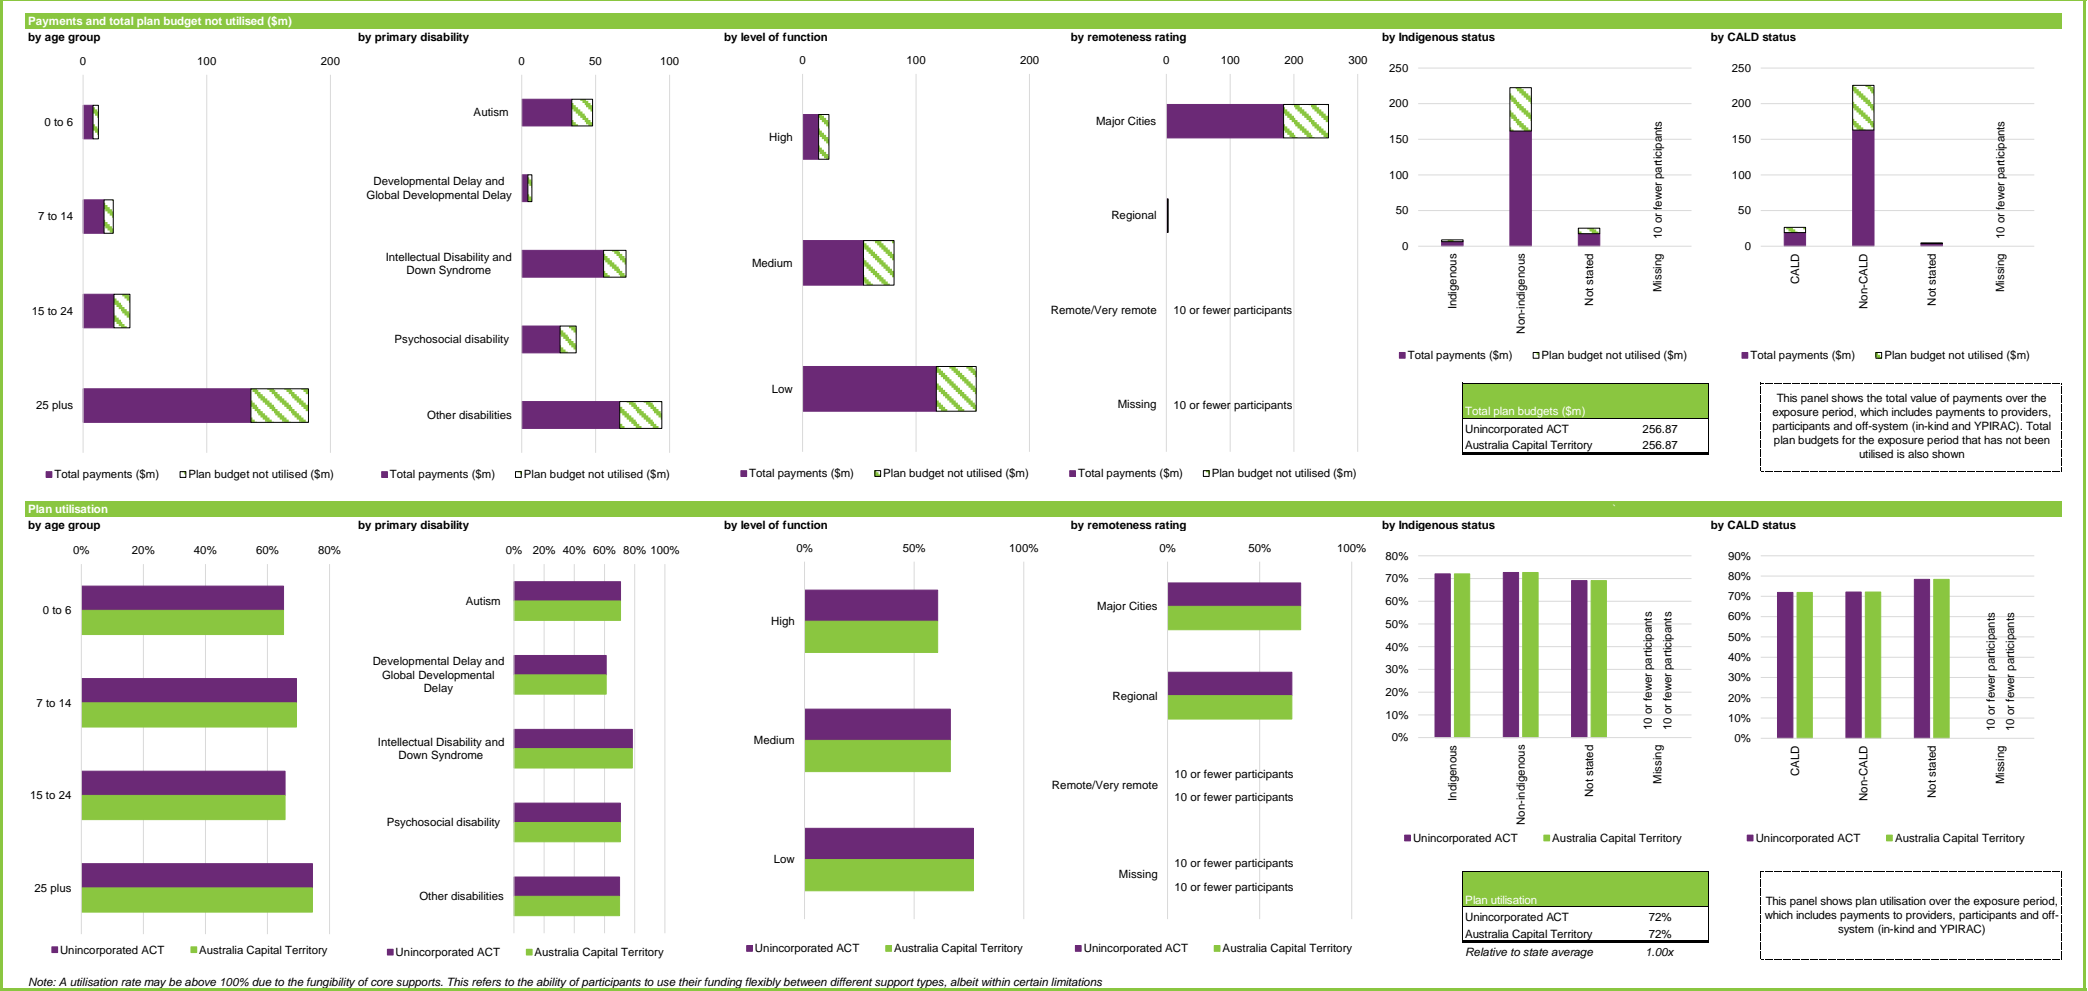 Payments and total plan budget not utilised ($m)
by age group
0 100 200
0 to 6
7 to 14
15 to 24
25 plus
Total payments ($m) Plan budget not utilised ($m)
by primary disability
0 50 100
Autism
Developmental Delay and
Global Developmental Delay
Intellectual Disability and
Down Syndrome
Psychosocial disability
Other disabilities
Total payments ($m) Plan budget not utilised ($m)
by level of function
0 100 200
High
Medium
Low
Total payments ($m) Plan budget not utilised ($m)
by remoteness rating
0 100 200 300
Major Cities
Regional
Remote/Very remote 10 or fewer participants
Missing 10 or fewer participants
Total payments ($m) Plan budget not utilised ($m)
by Indigenous status
250
200
150
100
50
0
10 or fewer participants
Indigenous
Non-indigenous
Not stated
Missing
Total payments ($m) Plan budget not utilised ($m)
by CALD status
250
200
150
100
50
0
10 or fewer participants
CALD
Non-CALD
Not stated
Missing
Total payments ($m) Plan budget not utilised ($m)
Total plan budgets ($m)
Unincorporated ACT 256.87
Australia Capital Territory 256.87
This panel shows the total value of payments over the
exposure period, which includes payments to providers,
participants and off-system (in-kind and YPIRAC). Total
plan budgets for the exposure period that has not been
utilised is also shown
Plan utilisation
by age group
0% 20% 40% 60% 80%
0 to 6
7 to 14
15 to 24
25 plus
Unincorporated ACT Australia Capital Territory
by primary disability
0% 20% 40% 60% 80% 100%
Autism
Developmental Delay and
Global Developmental
Delay
Intellectual Disability and
Down Syndrome
Psychosocial disability
Other disabilities
Unincorporated ACT Australia Capital Territory
by level of function
0% 50% 100%
High
Medium
Low
Unincorporated ACT Australia Capital Territory
by remoteness rating
0% 50% 100%
Major Cities
Regional
Remote/Very remote
10 or fewer participants
10 or fewer participants
Missing
10 or fewer participants
10 or fewer participants
Unincorporated ACT Australia Capital Territory
by Indigenous status
80%
70%
60%
50%
40%
30%
20%
10%
0%
10 or fewer participants
10 or fewer participants
Indigenous
Non-indigenous
Not stated
Missing
Unincorporated ACT Australia Capital Territory
by CALD status
90%
80%
70%
60%
50%
40%
30%
20%
10%
0%
10 or fewer participants
10 or fewer participants
CALD
Non-CALD
Not stated
Missing
Unincorporated ACT Australia Capital Territory
Plan utilisation
Unincorporated ACT 72%
Australia Capital Territory 72%
Relative to state average 1.00x
This panel shows plan utilisation over the exposure period,
which includes payments to providers, participants and off-
system (in-kind and YPIRAC)
Note: A utilisation rate may be above 100% due to the fungibility of core supports. This refers to the ability of participants to use their funding flexibly between different support types, albeit within certain limitations